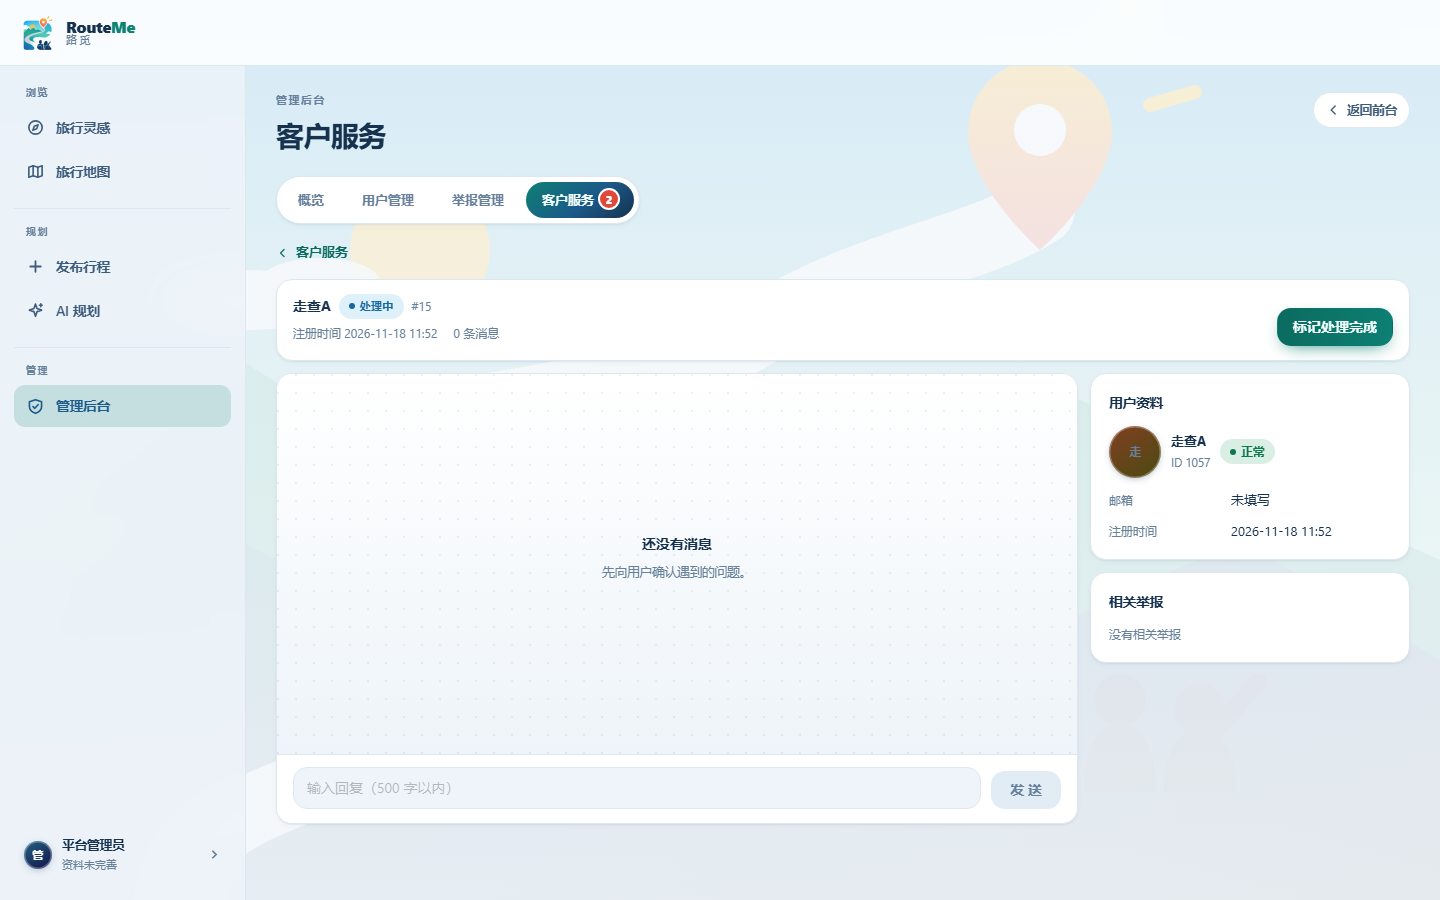 RouteMe
路觅
浏览
旅行灵感
旅行地图
规划
发布行程
AI 规划
管理
管理后台
管
平台管理员
资料未完善
管理后台
客户服务
返回前台
概览
用户管理
举报管理
客户服务 2
客户服务
走查A 处理中 #15
注册时间 2026-11-18 11:52 0 条消息
标记处理完成
还没有消息
先向用户确认遇到的问题。
输入回复（500 字以内）
发 送
用户资料
走
走查A
ID 1057
正常
邮箱 未填写
注册时间 2026-11-18 11:52
相关举报
没有相关举报